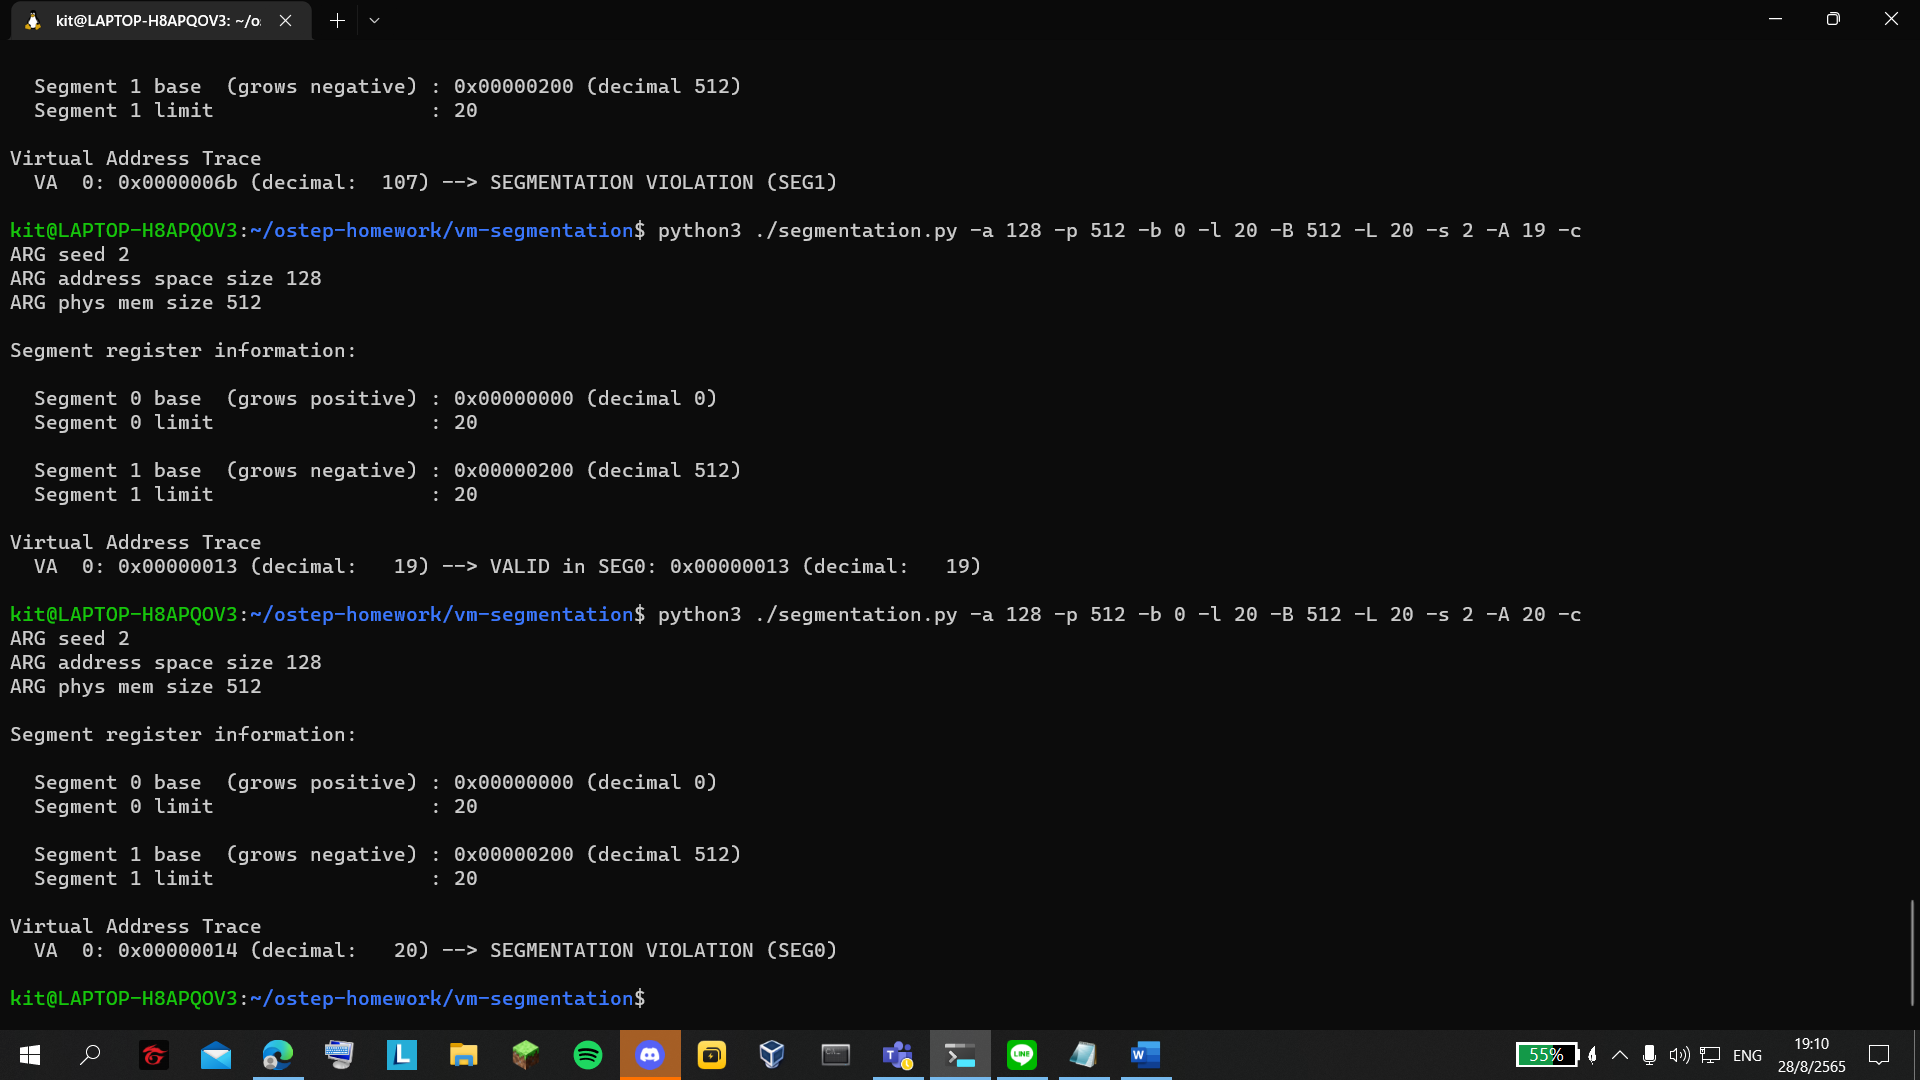 kit@LAPTOP-H8APQOV3: ~/o
Segment 1 base  (grows negative) : 0x00000200 (decimal 512)
Segment 1 limit                  : 20
Virtual Address Trace
VA  0: 0x0000006b (decimal:  107) --> SEGMENTATION VIOLATION (SEG1)
kit@LAPTOP-H8APQOV3:~/ostep-homework/vm-segmentation$ python3 ./segmentation.py -a 128 -p 512 -b 0 -l 20 -B 512 -L 20 -s 2 -A 19 -c
ARG seed 2
ARG address space size 128
ARG phys mem size 512
Segment register information:
Segment 0 base  (grows positive) : 0x00000000 (decimal 0)
Segment 0 limit                  : 20
Segment 1 base  (grows negative) : 0x00000200 (decimal 512)
Segment 1 limit                  : 20
Virtual Address Trace
VA  0: 0x00000013 (decimal:   19) --> VALID in SEG0: 0x00000013 (decimal:   19)
kit@LAPTOP-H8APQOV3:~/ostep-homework/vm-segmentation$ python3 ./segmentation.py -a 128 -p 512 -b 0 -l 20 -B 512 -L 20 -s 2 -A 20 -c
ARG seed 2
ARG address space size 128
ARG phys mem size 512
Segment register information:
Segment 0 base  (grows positive) : 0x00000000 (decimal 0)
Segment 0 limit                  : 20
Segment 1 base  (grows negative) : 0x00000200 (decimal 512)
Segment 1 limit                  : 20
Virtual Address Trace
VA  0: 0x00000014 (decimal:   20) --> SEGMENTATION VIOLATION (SEG0)
kit@LAPTOP-H8APQOV3:~/ostep-homework/vm-segmentation$
55%
ENG
19:10
28/8/2565